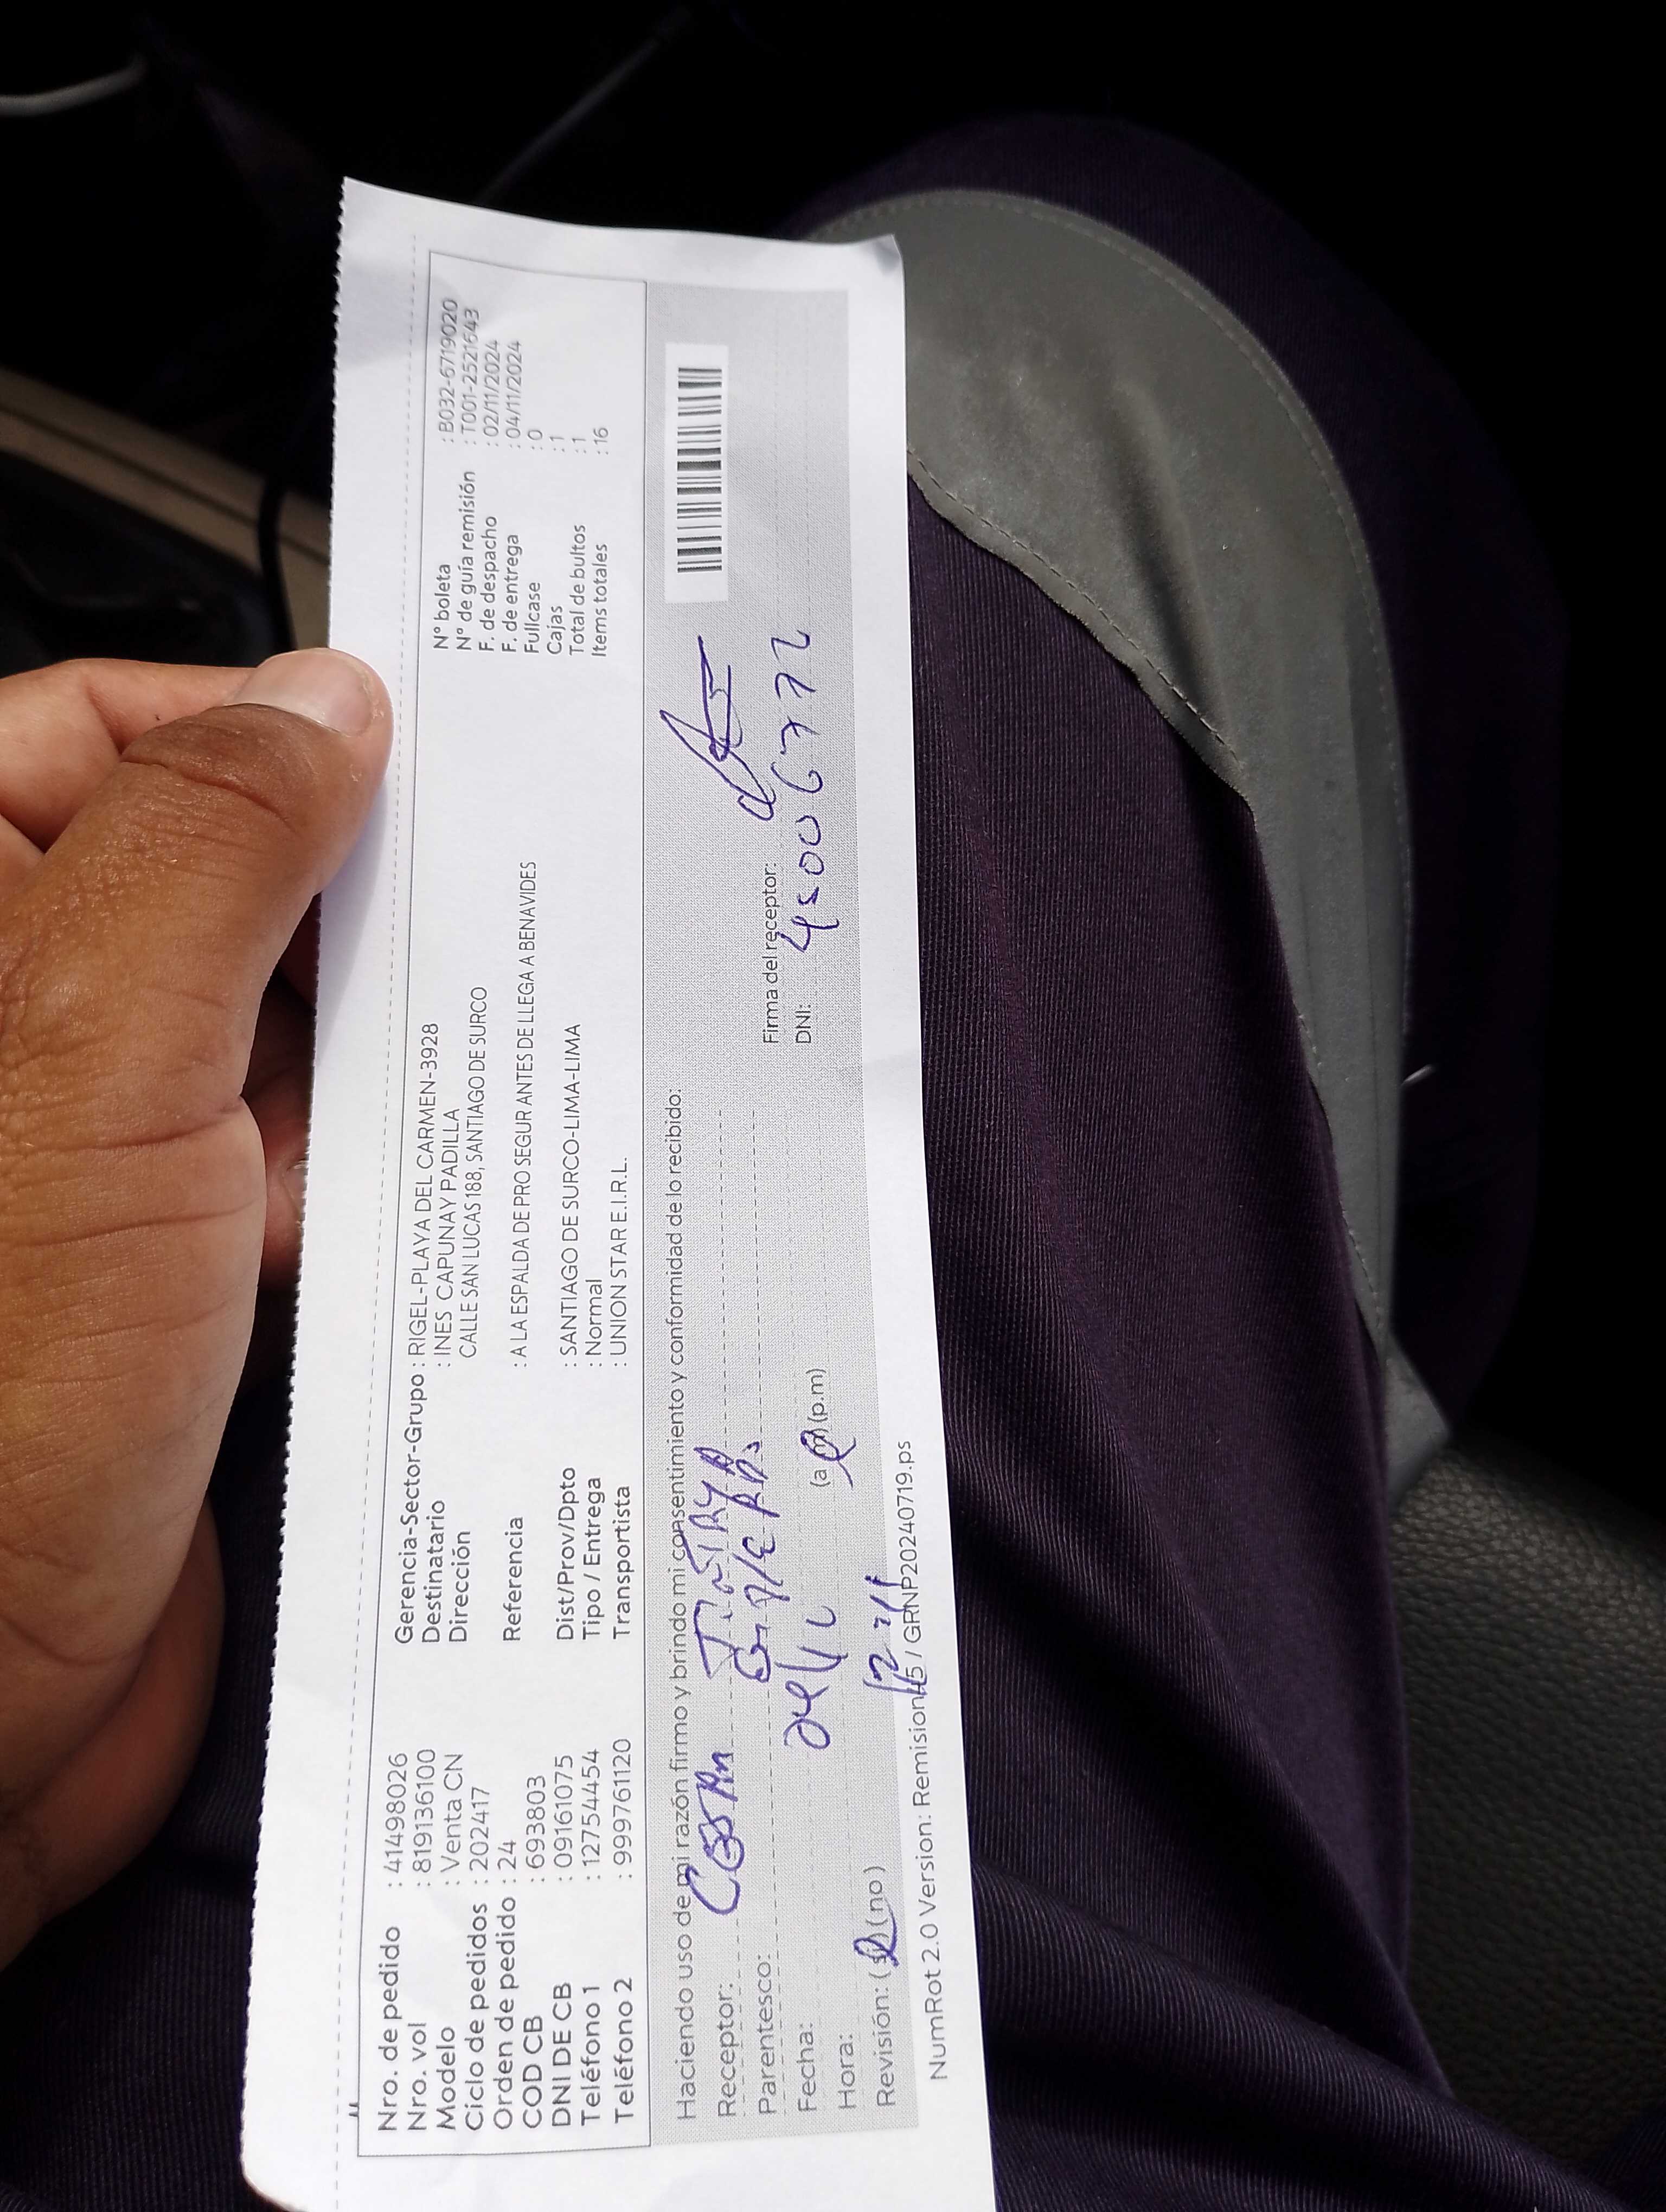 Nro. de pedido : 41498026
Nro. vol : 819136100
Modelo : Venta CN
Ciclo de pedidos : 202417
Orden de pedido : 24
COD CB : 693803
DNI DE CB : 09161075
Teléfono 1 : 12754454
Teléfono 2 : 999761120
Gerencia-Sector-Grupo : RIGEL-PLAYA DEL CARMEN-3928
Destinatario : INES CAPUNAY PADILLA
Dirección CALLE SAN LUCAS 188, SANTIAGO DE SURCO
Referencia : A LA ESPALDA DE PROSEGUR ANTES DE LLEGA A BENAVIDES
Dist/Prov/Dpto : SANTIAGO DE SURCO-LIMA-LIMA
Tipo / Entrega : Normal
Transportista : UNION STAR E.I.R.L.
N° boleta : B032-6719020
N° de guía remisión : T001-2521643
F. de despacho : 02/11/2024
F. de entrega : 04/11/2024
Fullcase : 0
Cajas : 1
Total de bultos : 1
Items totales : 16
Haciendo uso de mi razón firmo y brindo mi consentimiento y conformidad de lo recibido:
Receptor:
Parentesco:
Fecha:
Hora: (p.m)
Revisión: (no)
Firma del receptor:
DNI: 45006772
NumRot 2.0 Version: Remision45 / GRNP20240719.ps